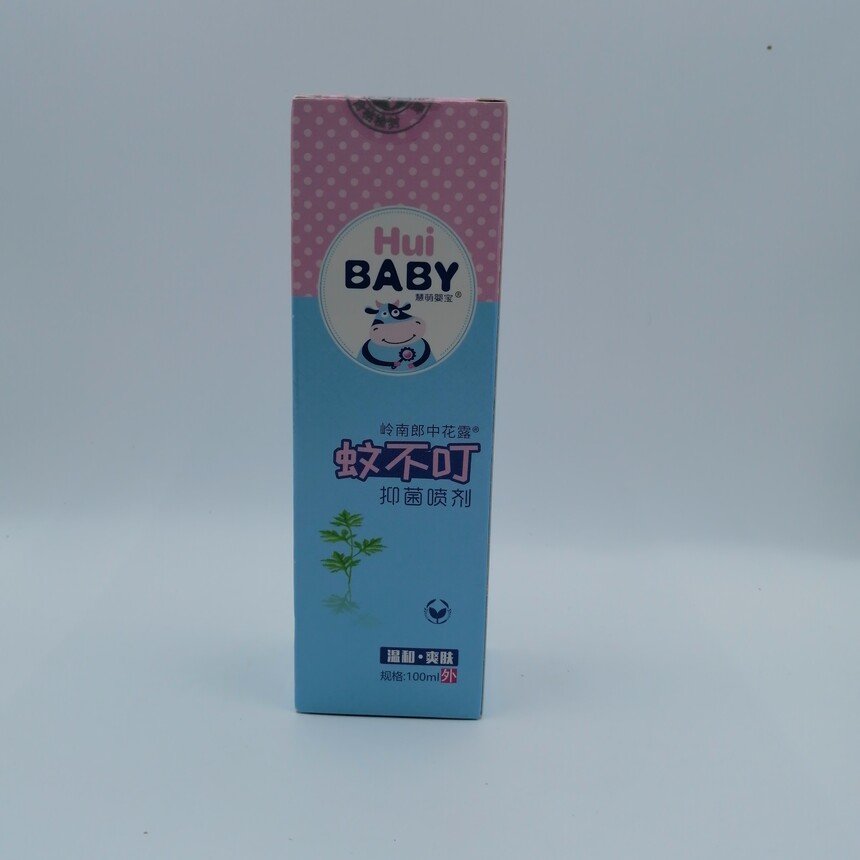 Hui
BABY
慧萌婴宝®
岭南郎中花露®
蚊不叮
抑菌喷剂
温和·爽肤
规格:100ml 外